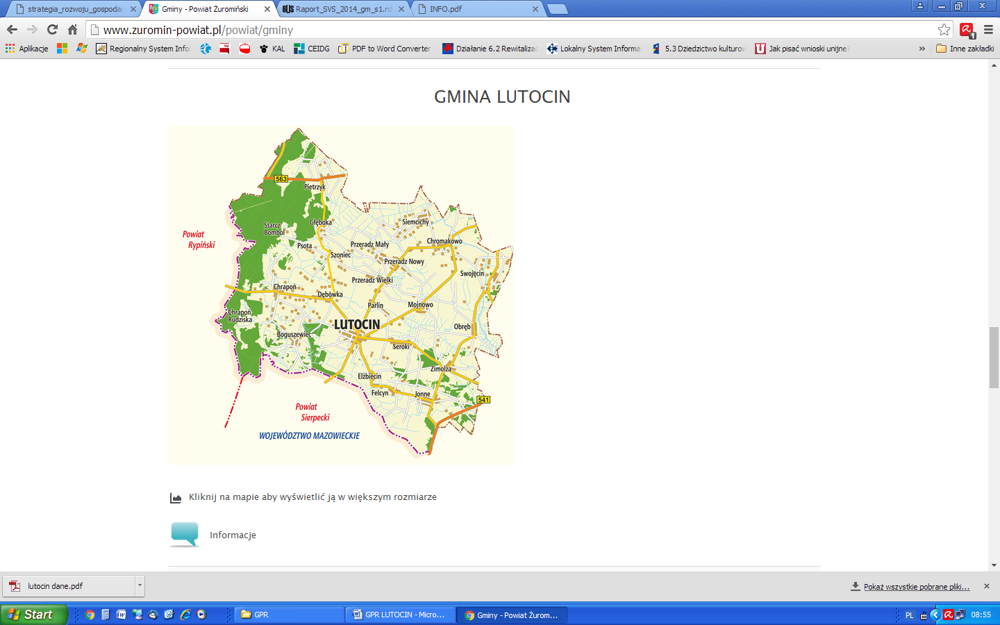 strategia_rozwoju_gospodar
Gminy - Powiat Żuromiński
Raport_SVS_2014_gm_s1.rd
INFO.pdf
www.zuromin-powiat.pl/powiat/gminy
1
Aplikacje
Regionalny System Info
KAL
CEIDG
PDF to Word Converter
Działanie 6.2 Rewitalizac
Lokalny System Informa
5.3 Dziedzictwo kulturow
Jak pisać wnioski unijne?
»
Inne zakładki
GMINA LUTOCIN
563
Pietrzyk
Powiat
Rypiński
Starcz
Bombol
Głęboka
Siemcichy
Psota
Przeradz Mały
Chromakowo
Szoniec
Przeradz Nowy
Swojęcin
Przeradz Wielki
Chrapoń
Dębówka
Parlin
Mojnowo
Chrapoń
Rudziska
LUTOCIN
Obręb
Boguszewiec
Seroki
Zimolza
Elżbiecin
Felcyn
Jonne
541
Powiat
Sierpecki
WOJEWÓDZTWO MAZOWIECKIE
Kliknij na mapie aby wyświetlić ją w większym rozmiarze
Informacje
lutocin dane.pdf
Pokaż wszystkie pobrane pliki...
Start
GPR
GPR LUTOCIN - Micro...
Gminy - Powiat Żurom...
PL
08:55